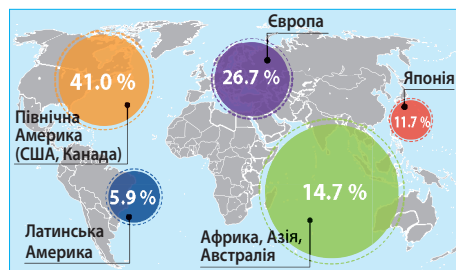 Європа
41.0 %
26.7 %
Японія
11.7 %
Північна
Америка
(США, Канада)
5.9 %
14.7 %
Латинська
Америка
Африка, Азія,
Австралія